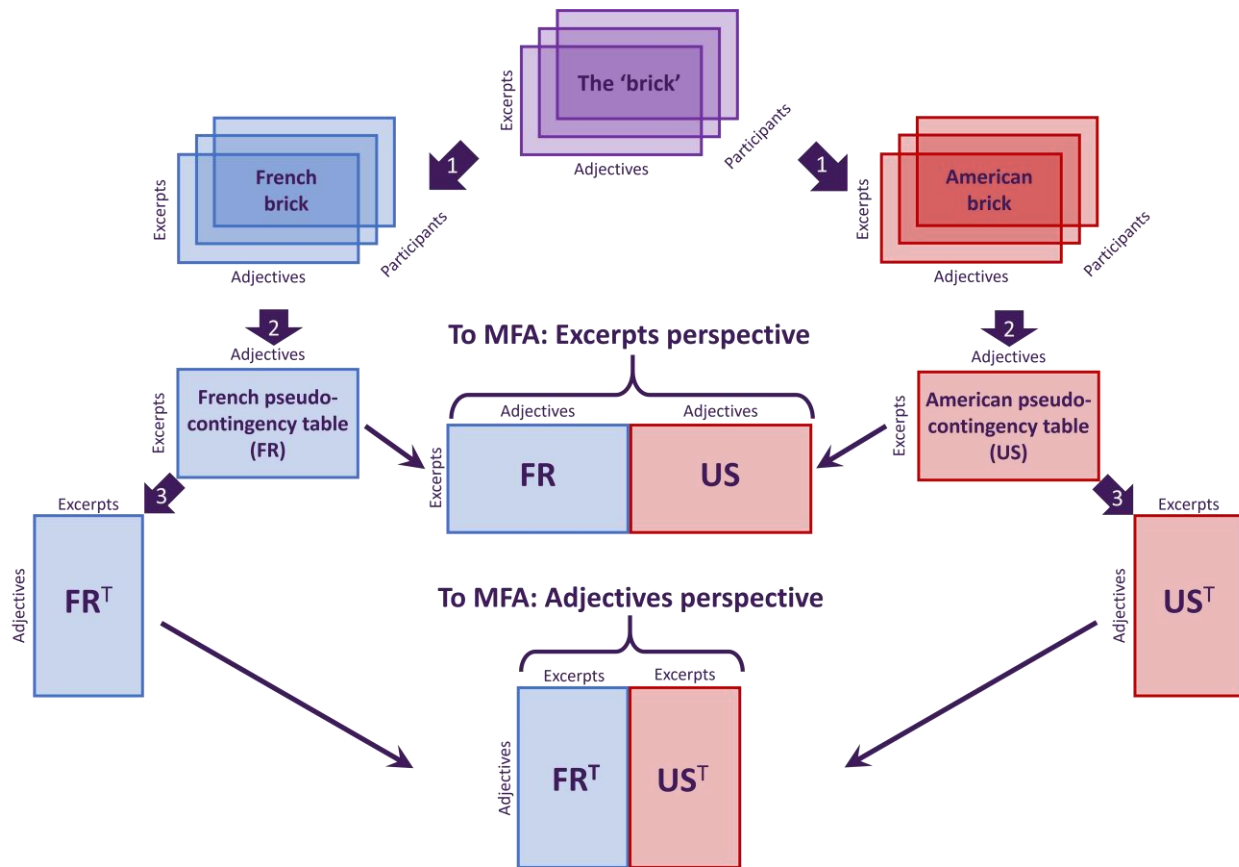 The ‘brick’
Excerpts
Adjectives
Participants
1
1
French
brick
Excerpts
Adjectives
Participants
American
brick
Excerpts
Adjectives
Participants
2
2
To MFA: Excerpts perspective
Adjectives
Excerpts
French pseudo-
contingency table
(FR)
Adjectives
Adjectives
Excerpts
FR
US
Adjectives
Excerpts
American pseudo-
contingency table
(US)
3
3
Excerpts
Adjectives
FRᵀ
Excerpts
Adjectives
USᵀ
To MFA: Adjectives perspective
Excerpts
Excerpts
Adjectives
FRᵀ
USᵀ